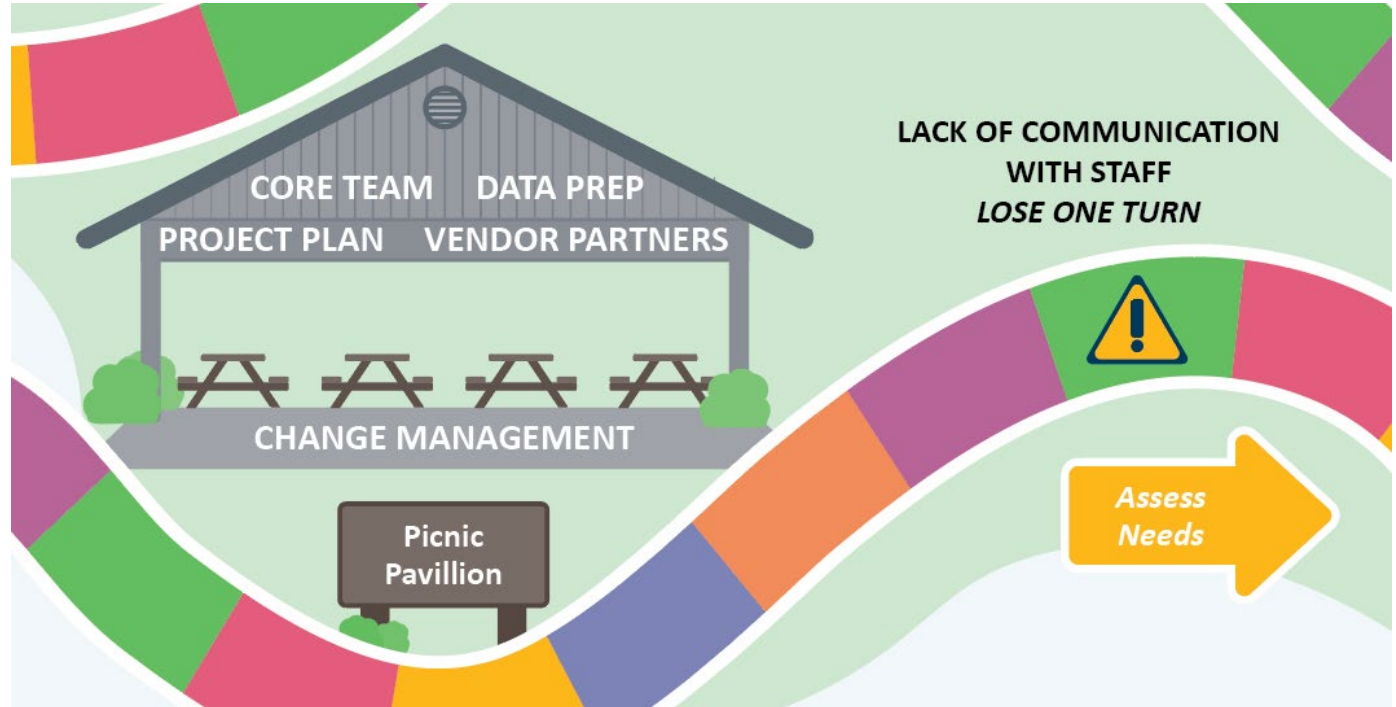 CORE TEAM DATA PREP
PROJECT PLAN VENDOR PARTNERS
CHANGE MANAGEMENT
Picnic
Pavillion
LACK OF COMMUNICATION
WITH STAFF
LOSE ONE TURN
!
Assess
Needs